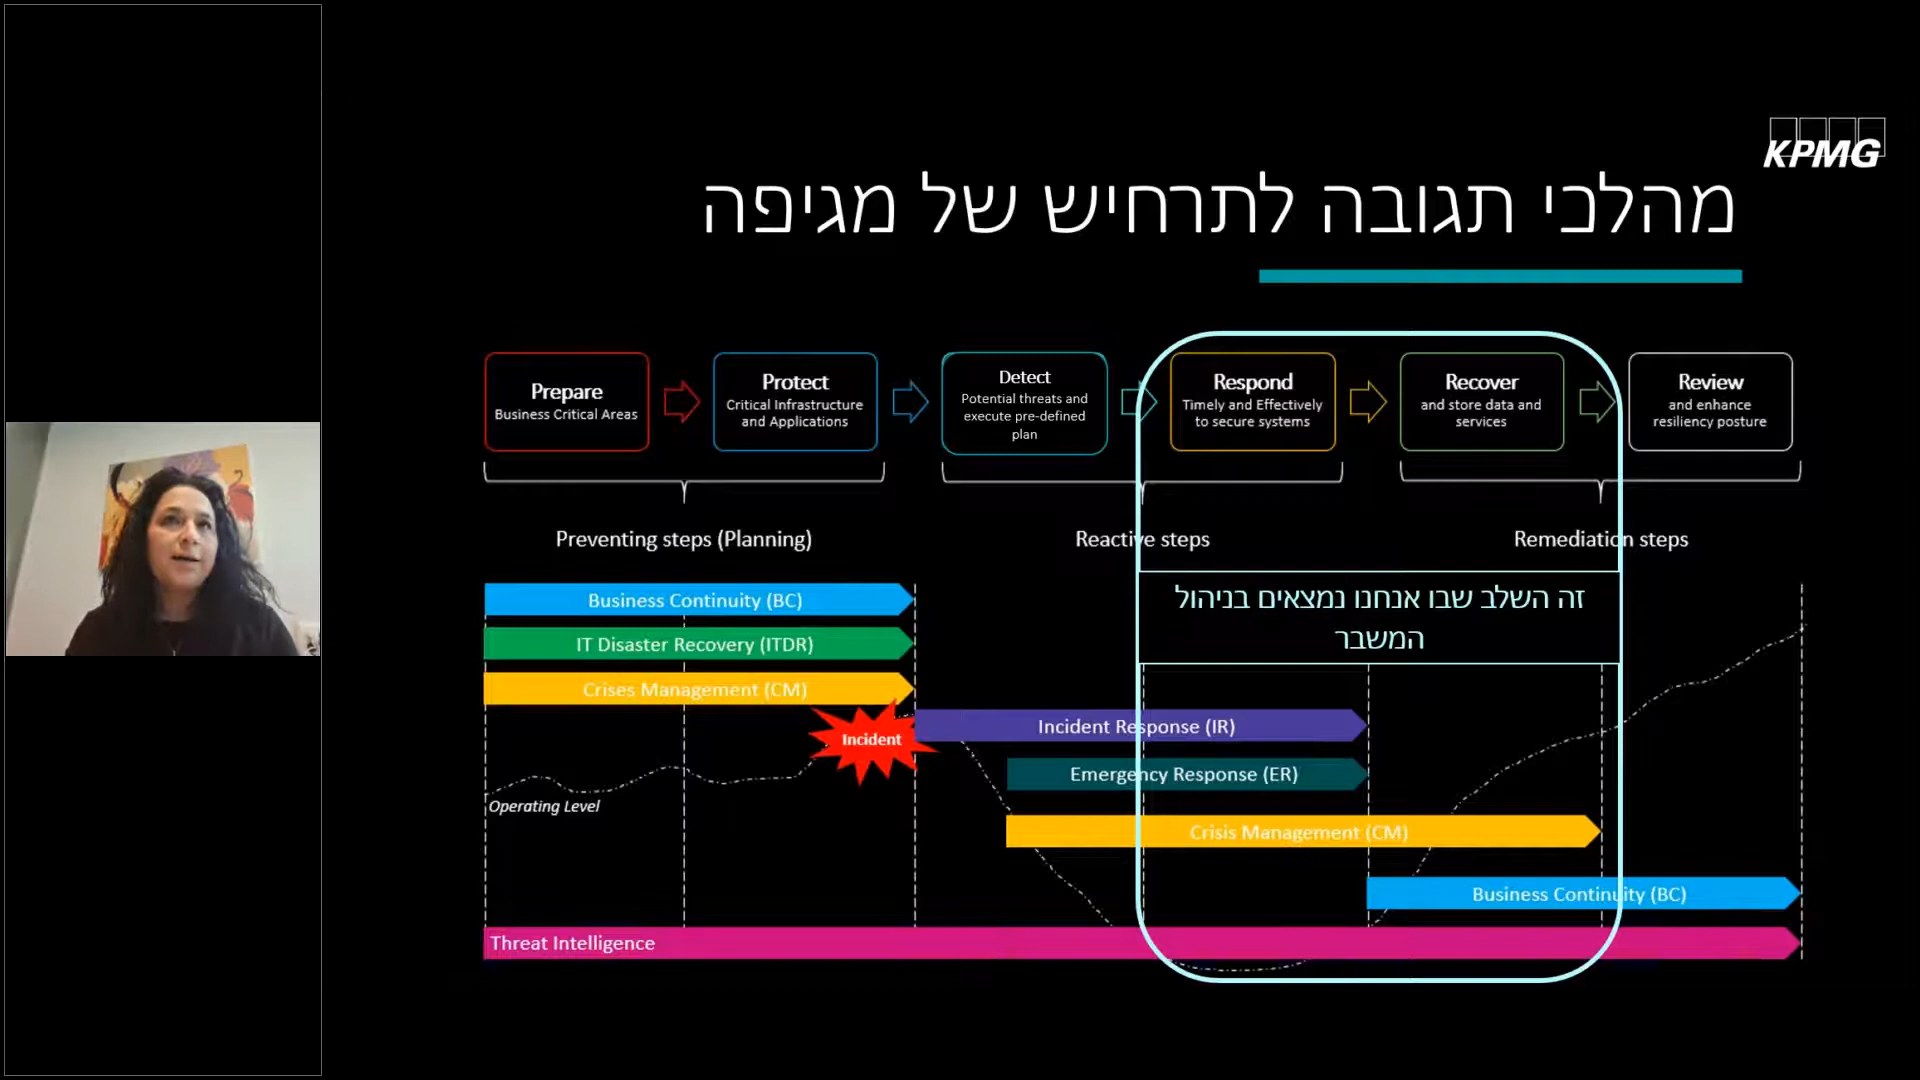 KPMG
מהלכי תגובה לתרחיש של מגיפה
Prepare
Business Critical Areas
Protect
Critical Infrastructure
and Applications
Detect
Potential threats and
execute pre-defined
plan
Respond
Timely and Effectively
to secure systems
Recover
and store data and
services
Review
and enhance
resiliency posture
Preventing steps (Planning)
Reactive steps
Remediation steps
Business Continuity (BC)
IT Disaster Recovery (ITDR)
Crises Management (CM)
זה השלב שבו אנחנו נמצאים בניהול
המשבר
Incident
Incident Response (IR)
Emergency Response (ER)
Operating Level
Crisis Management (CM)
Business Continuity (BC)
Threat Intelligence